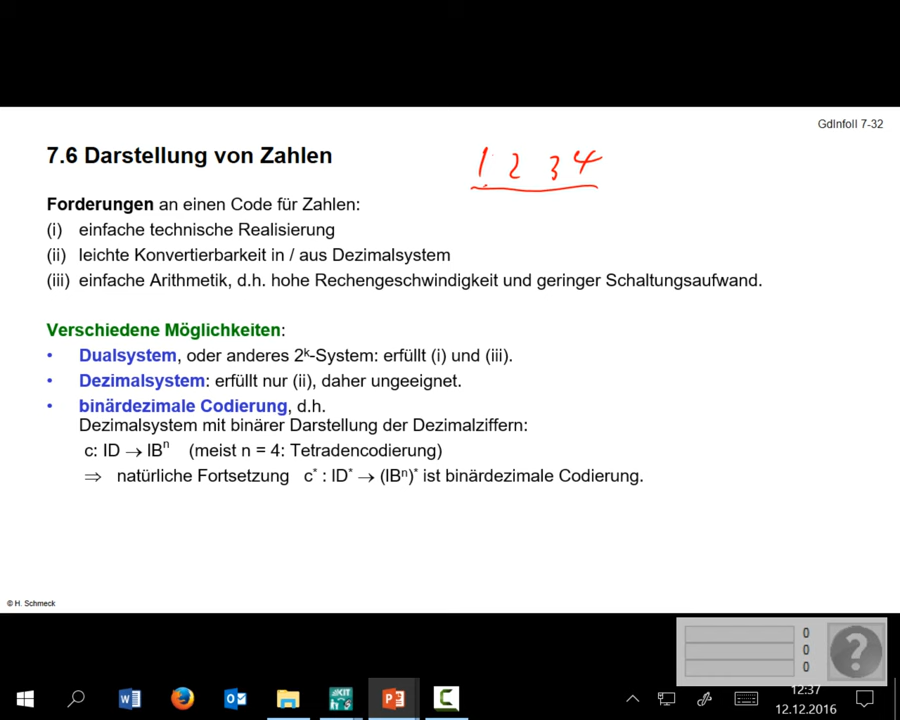 GdInfoII 7-32
7.6 Darstellung von Zahlen
1 2 3 4
Forderungen an einen Code für Zahlen:
(i) einfache technische Realisierung
(ii) leichte Konvertierbarkeit in / aus Dezimalsystem
(iii) einfache Arithmetik, d.h. hohe Rechengeschwindigkeit und geringer Schaltungsaufwand.
Verschiedene Möglichkeiten:
• Dualsystem, oder anderes 2ᵏ-System: erfüllt (i) und (iii).
• Dezimalsystem: erfüllt nur (ii), daher ungeeignet.
• binärdezimale Codierung, d.h.
Dezimalsystem mit binärer Darstellung der Dezimalziffern:
c: ID → IBⁿ (meist n = 4: Tetradencodierung)
⇒ natürliche Fortsetzung c* : ID* → (IBⁿ)* ist binärdezimale Codierung.
© H. Schmeck
0
0
0
?
12:37
12.12.2016